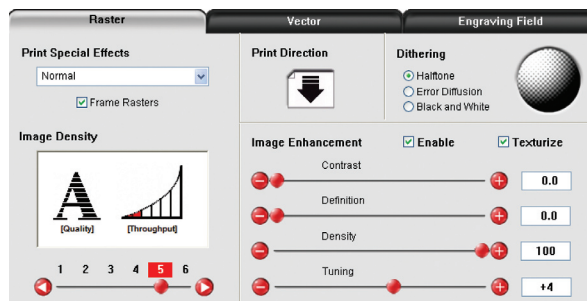 Raster
Vector
Engraving Field
Print Special Effects
Normal
Frame Rasters
Print Direction
Dithering
Halftone
Error Diffusion
Black and White
Image Density
A
[Quality]
[Throughput]
1 2 3 4 5 6
Image Enhancement
Enable
Texturize
Contrast
0.0
Definition
0.0
Density
100
Tuning
+4